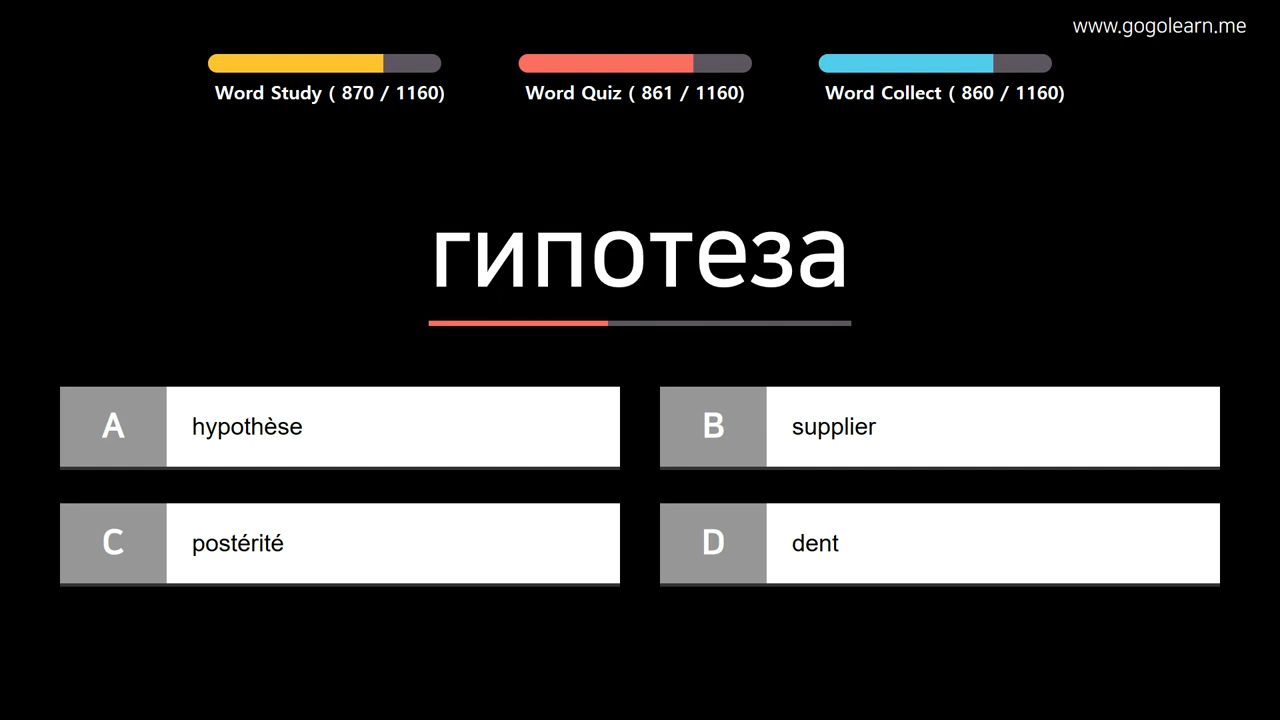 www.gogolearn.me
Word Study ( 870 / 1160)
Word Quiz ( 861 / 1160)
Word Collect ( 860 / 1160)
гипотеза
A hypothèse
B supplier
C postérité
D dent